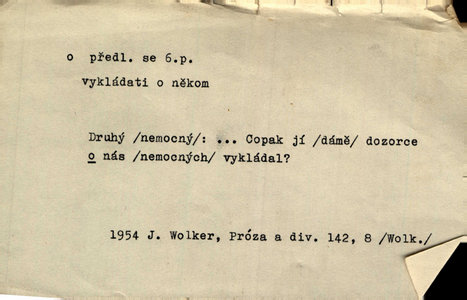 o předl. se 6.p.
vykládati o někom
Druhý /nemocný/: ... Copak jí /dámě/ dozorce
o nás /nemocných/ vykládal?
1954 J. Wolker, Próza a div. 142, 8 /Wolk./